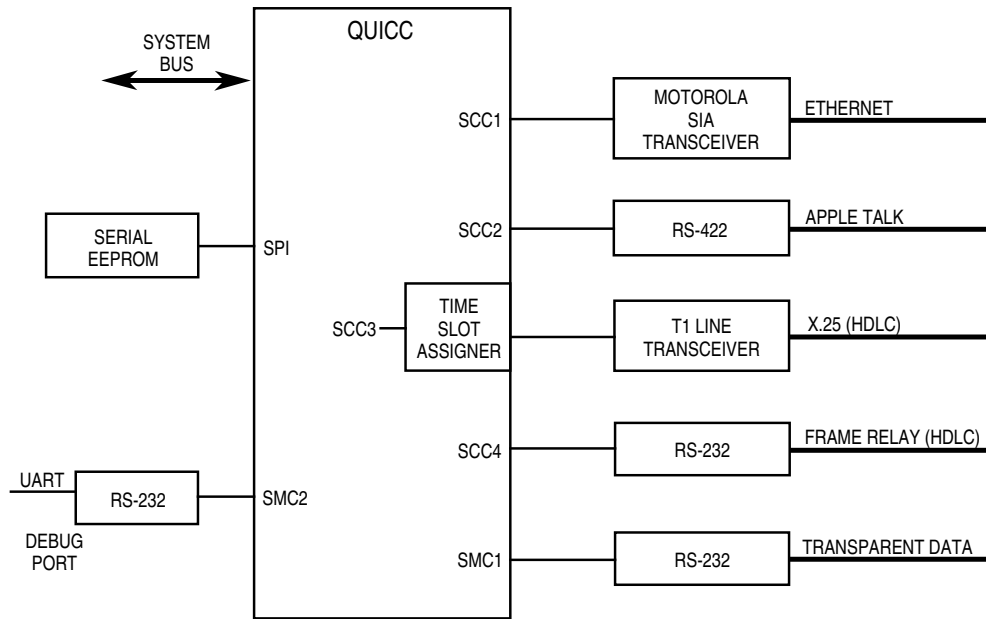 QUICC
SYSTEM
BUS
SCC1
MOTOROLA
SIA
TRANSCEIVER
ETHERNET
SERIAL
EEPROM
SPI
SCC2
RS-422
APPLE TALK
SCC3
TIME
SLOT
ASSIGNER
T1 LINE
TRANSCEIVER
X.25 (HDLC)
SCC4
RS-232
FRAME RELAY (HDLC)
UART
RS-232
SMC2
DEBUG
PORT
SMC1
RS-232
TRANSPARENT DATA